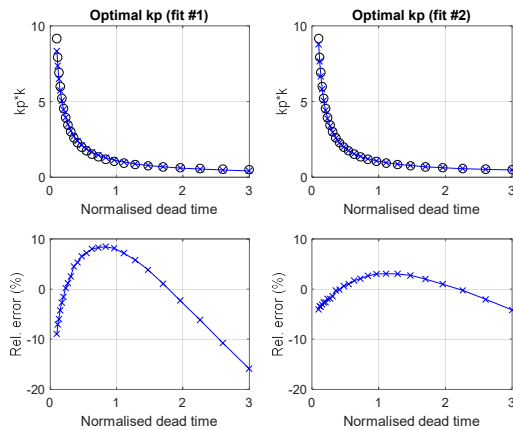 Optimal kp (fit #1)
10
5
0
kp*k
0 1 2 3
Normalised dead time
Optimal kp (fit #2)
10
5
0
kp*k
0 1 2 3
Normalised dead time
10
0
-10
-20
Rel. error (%)
0 1 2 3
Normalised dead time
10
0
-10
-20
Rel. error (%)
0 1 2 3
Normalised dead time